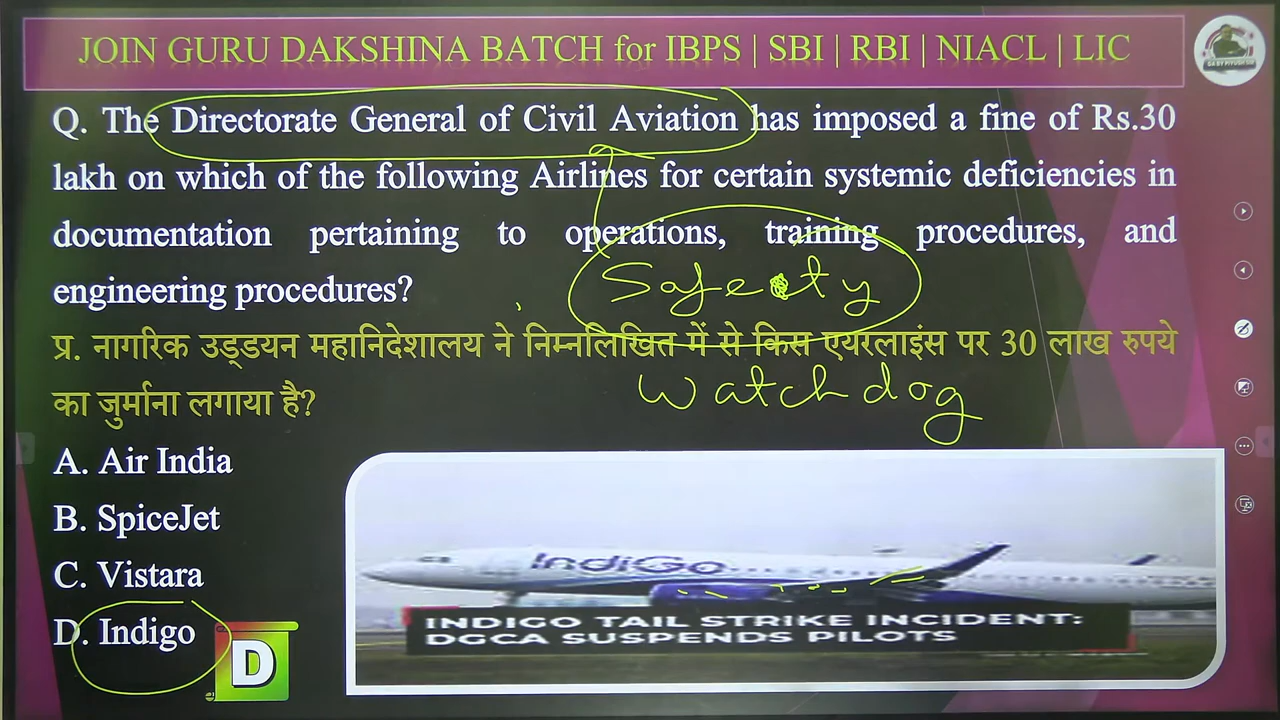 JOIN GURU DAKSHINA BATCH for IBPS | SBI | RBI | NIACL | LIC
Q. The Directorate General of Civil Aviation has imposed a fine of Rs.30
lakh on which of the following Airlines for certain systemic deficiencies in
documentation pertaining to operations, training procedures, and
engineering procedures?
Safety
प्र. नागरिक उड्डयन महानिदेशालय ने निम्नलिखित में से किस एयरलाइंस पर 30 लाख रुपये
का जुर्माना लगाया है?
Watchdog
A. Air India
B. SpiceJet
C. Vistara
D. Indigo
D
IndiGo
INDIGO TAIL STRIKE INCIDENT:
DGCA SUSPENDS PILOTS